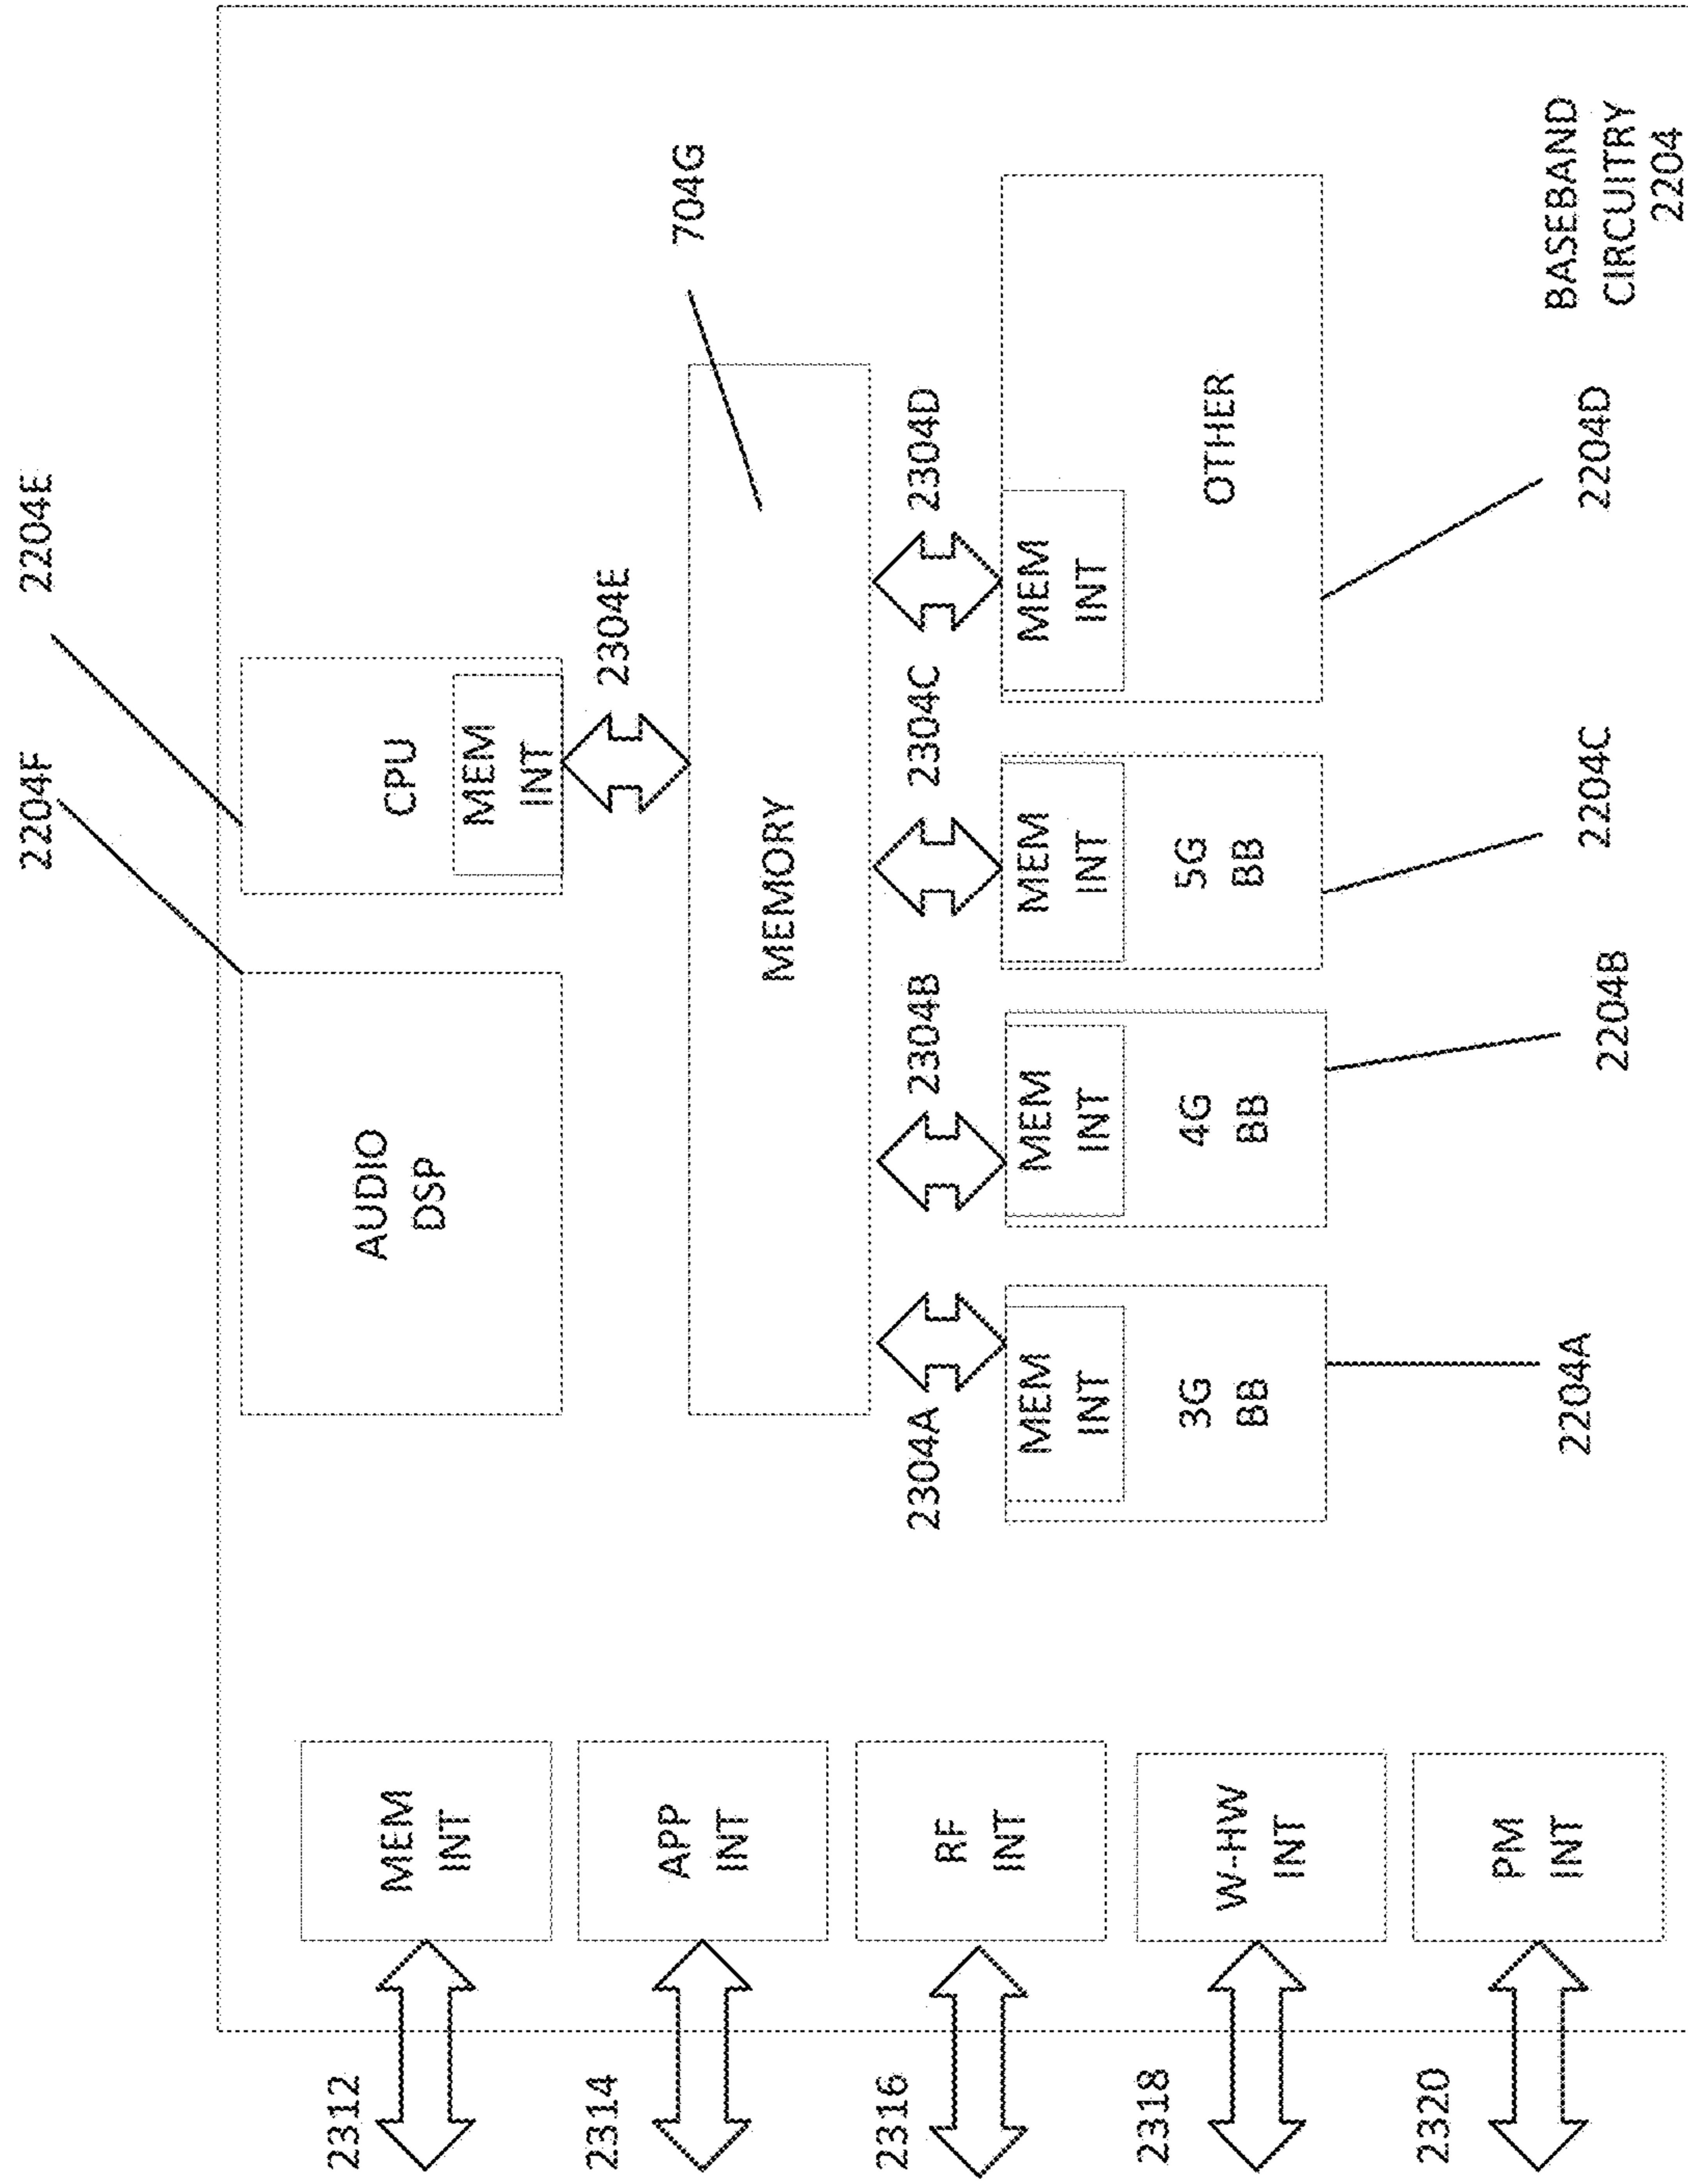 2204F
2204E
2312
MEM
INT
AUDIO
DSP
CPU
MEM
INT
2304E
2314
APP
INT
704G
MEMORY
2316
RF
INT
2304A
2304B
2304C
2304D
MEM
INT
3G
BB
MEM
INT
4G
BB
MEM
INT
5G
BB
MEM
INT
OTHER
2318
W-HW
INT
2320
PM
INT
2204A
2204B
2204C
2204D
BASEBAND
CIRCUITRY
2204